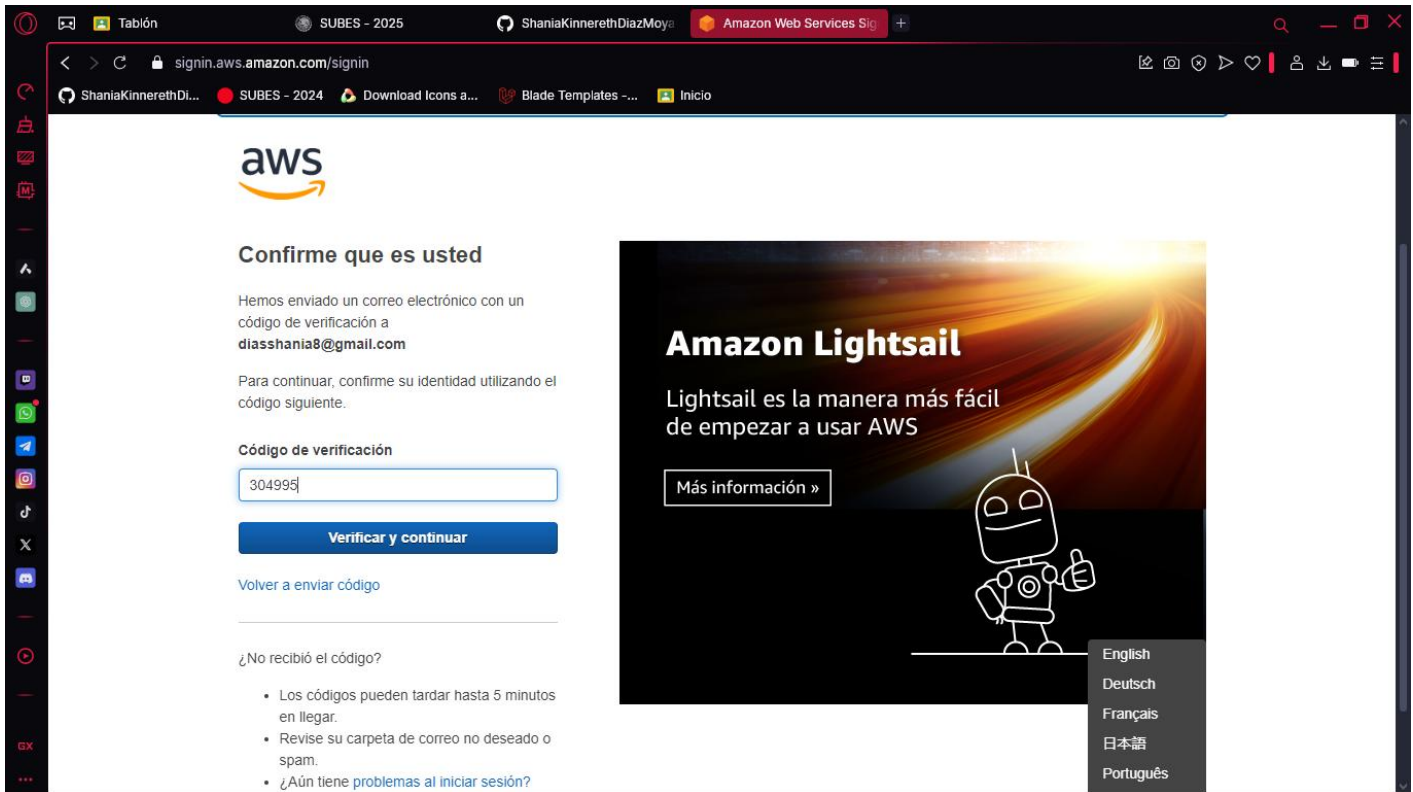 Tablón
SUBES - 2025
ShaniaKinnerethDiazMoya
Amazon Web Services Sig
signin.aws.amazon.com/signin
ShaniaKinnerethDi...
SUBES - 2024
Download Icons a...
Blade Templates -...
Inicio
aws
Confirme que es usted
Hemos enviado un correo electrónico con un
código de verificación a
diasshania8@gmail.com
Para continuar, confirme su identidad utilizando el
código siguiente.
Código de verificación
304995
Verificar y continuar
Volver a enviar código
¿No recibió el código?
• Los códigos pueden tardar hasta 5 minutos
en llegar.
• Revise su carpeta de correo no deseado o
spam.
• ¿Aún tiene problemas al iniciar sesión?
Amazon Lightsail
Lightsail es la manera más fácil
de empezar a usar AWS
Más información »
English
Deutsch
Français
日本語
Português
GX